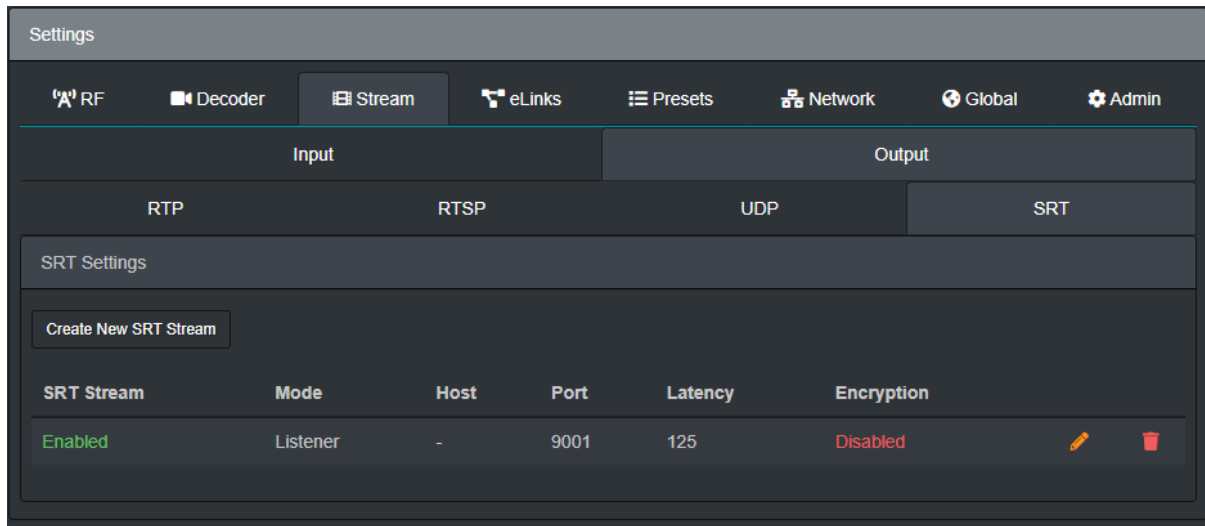 Settings
RF Decoder Stream eLinks Presets Network Global Admin
Input Output
RTP RTSP UDP SRT
SRT Settings
Create New SRT Stream
SRT Stream Mode Host Port Latency Encryption
Enabled Listener - 9001 125 Disabled